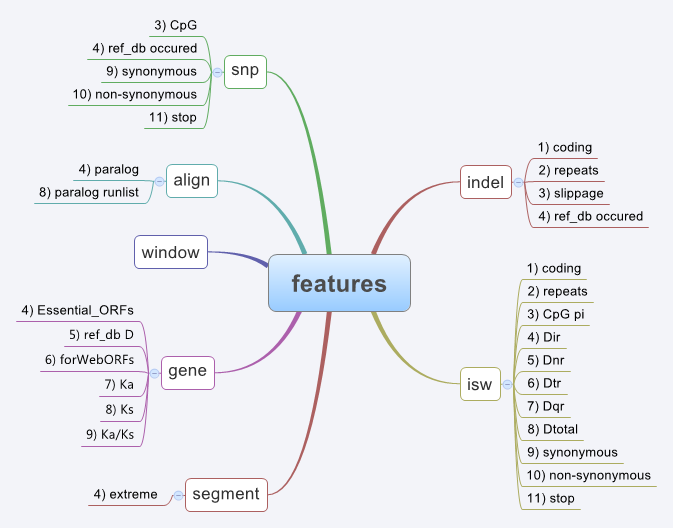 features
snp
3) CpG
4) ref_db occured
9) synonymous
10) non-synonymous
11) stop
align
4) paralog
8) paralog runlist
window
gene
4) Essential_ORFs
5) ref_db D
6) forWebORFs
7) Ka
8) Ks
9) Ka/Ks
segment
4) extreme
indel
1) coding
2) repeats
3) slippage
4) ref_db occured
isw
1) coding
2) repeats
3) CpG pi
4) Dir
5) Dnr
6) Dtr
7) Dqr
8) Dtotal
9) synonymous
10) non-synonymous
11) stop